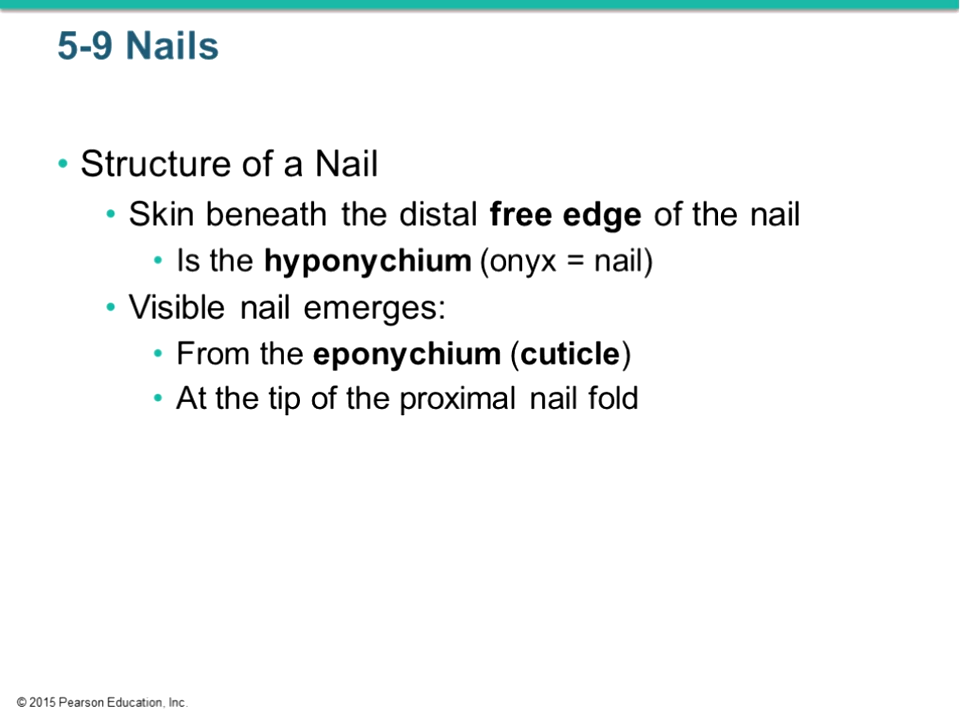 5-9 Nails
• Structure of a Nail
• Skin beneath the distal free edge of the nail
• Is the hyponychium (onyx = nail)
• Visible nail emerges:
• From the eponychium (cuticle)
• At the tip of the proximal nail fold
© 2015 Pearson Education, Inc.